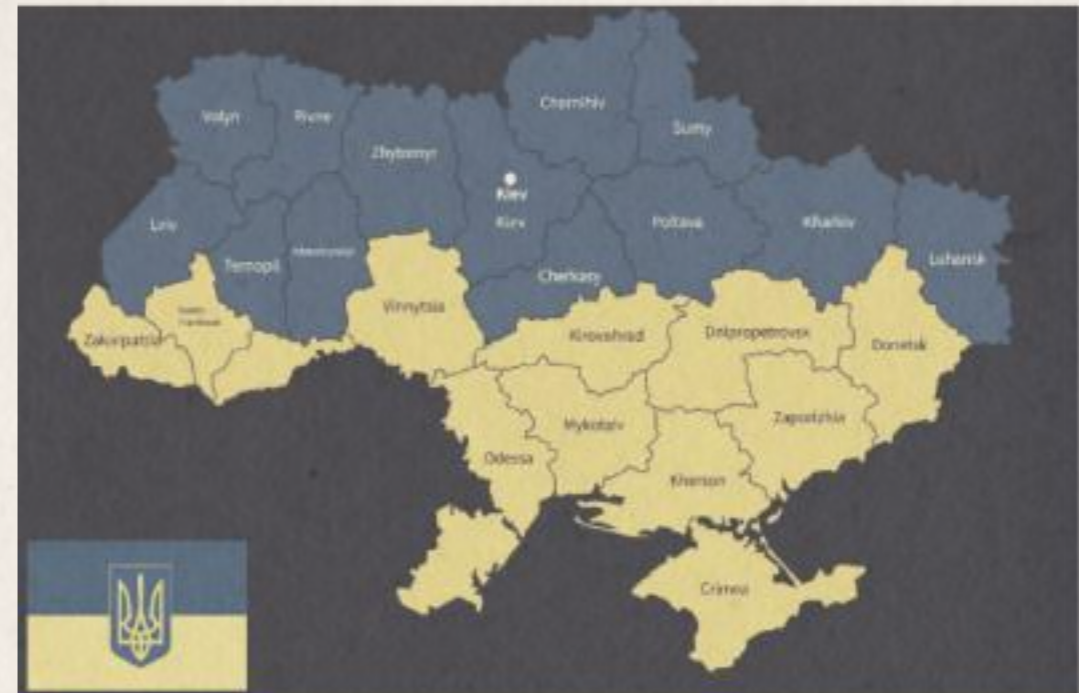 Chernihiv
Volyn
Rivne
Sumy
Zhytomyr
Kiev
Kiev
Lviv
Poltava
Kharkiv
Ternopil
Luhansk
Cherkasy
Vinnytsia
Kirovohrad
Dnipropetrovsk
Zakarpattia
Donetsk
Mykolaiv
Zaporizhia
Odessa
Kherson
Crimea